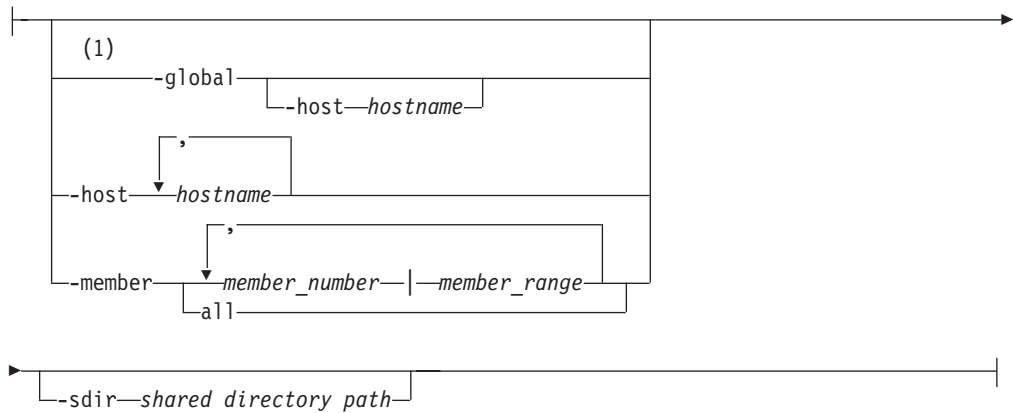 (1)
-global
-host hostname
,
-host hostname
,
-member member_number | member_range
all
-sdir shared directory path